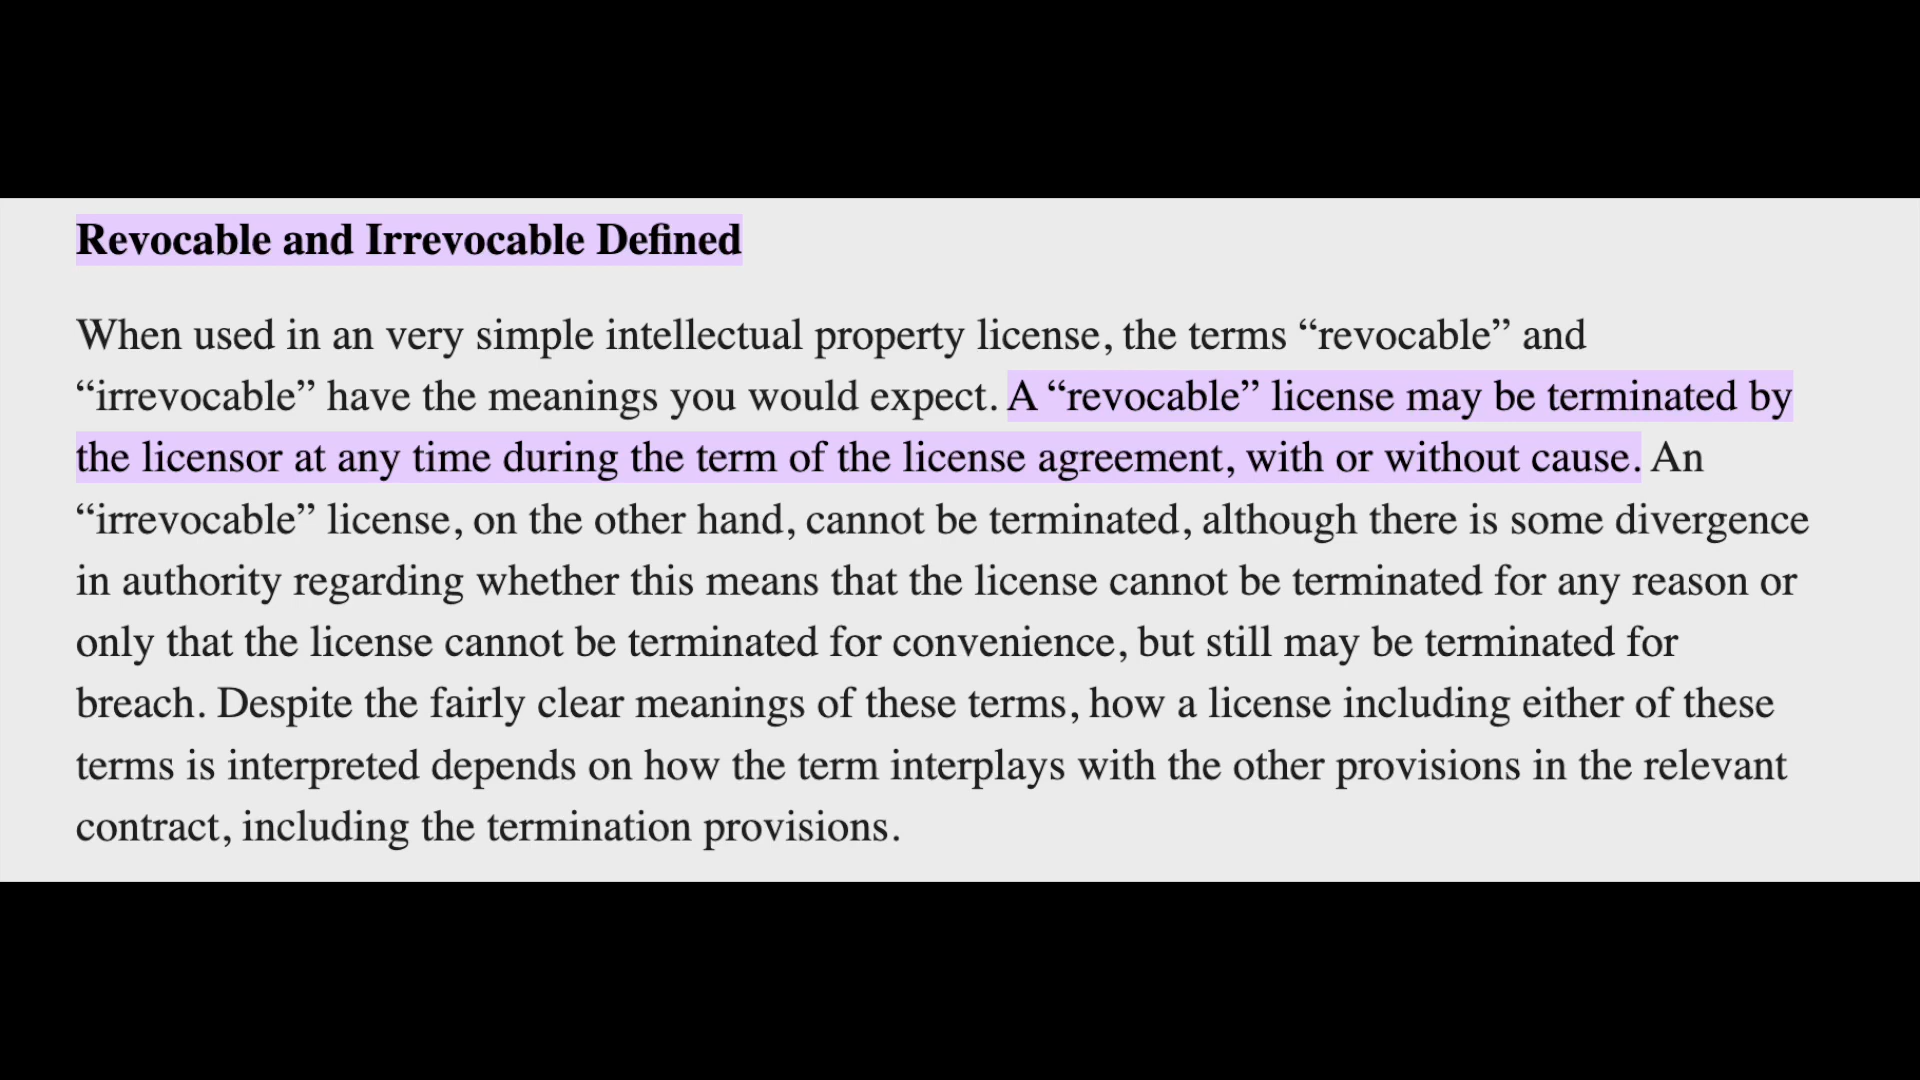 Revocable and Irrevocable Defined
When used in an very simple intellectual property license, the terms “revocable” and
“irrevocable” have the meanings you would expect. A “revocable” license may be terminated by
the licensor at any time during the term of the license agreement, with or without cause. An
“irrevocable” license, on the other hand, cannot be terminated, although there is some divergence
in authority regarding whether this means that the license cannot be terminated for any reason or
only that the license cannot be terminated for convenience, but still may be terminated for
breach. Despite the fairly clear meanings of these terms, how a license including either of these
terms is interpreted depends on how the term interplays with the other provisions in the relevant
contract, including the termination provisions.